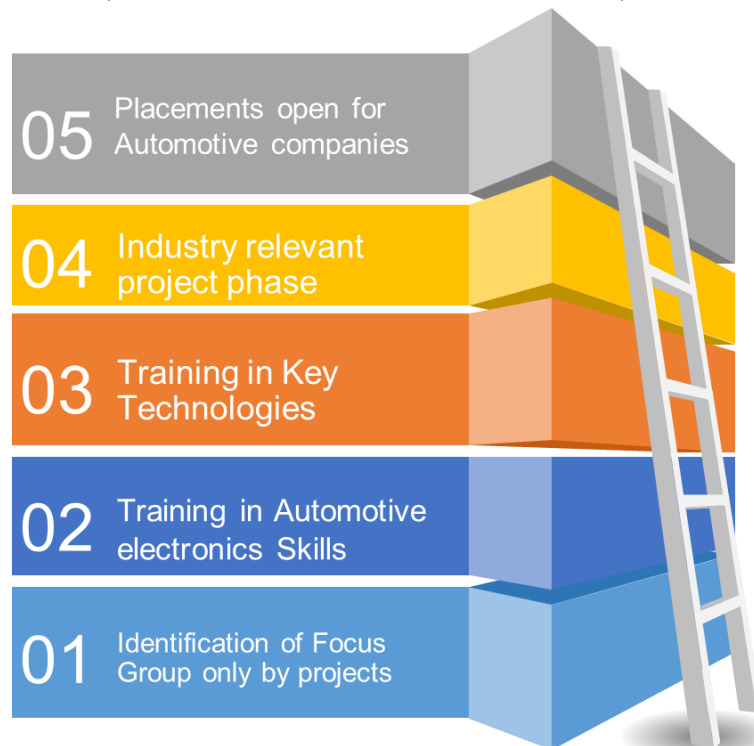 05
Placements open for
Automotive companies
04
Industry relevant
project phase
03
Training in Key
Technologies
02
Training in Automotive
electronics Skills
01
Identification of Focus
Group only by projects